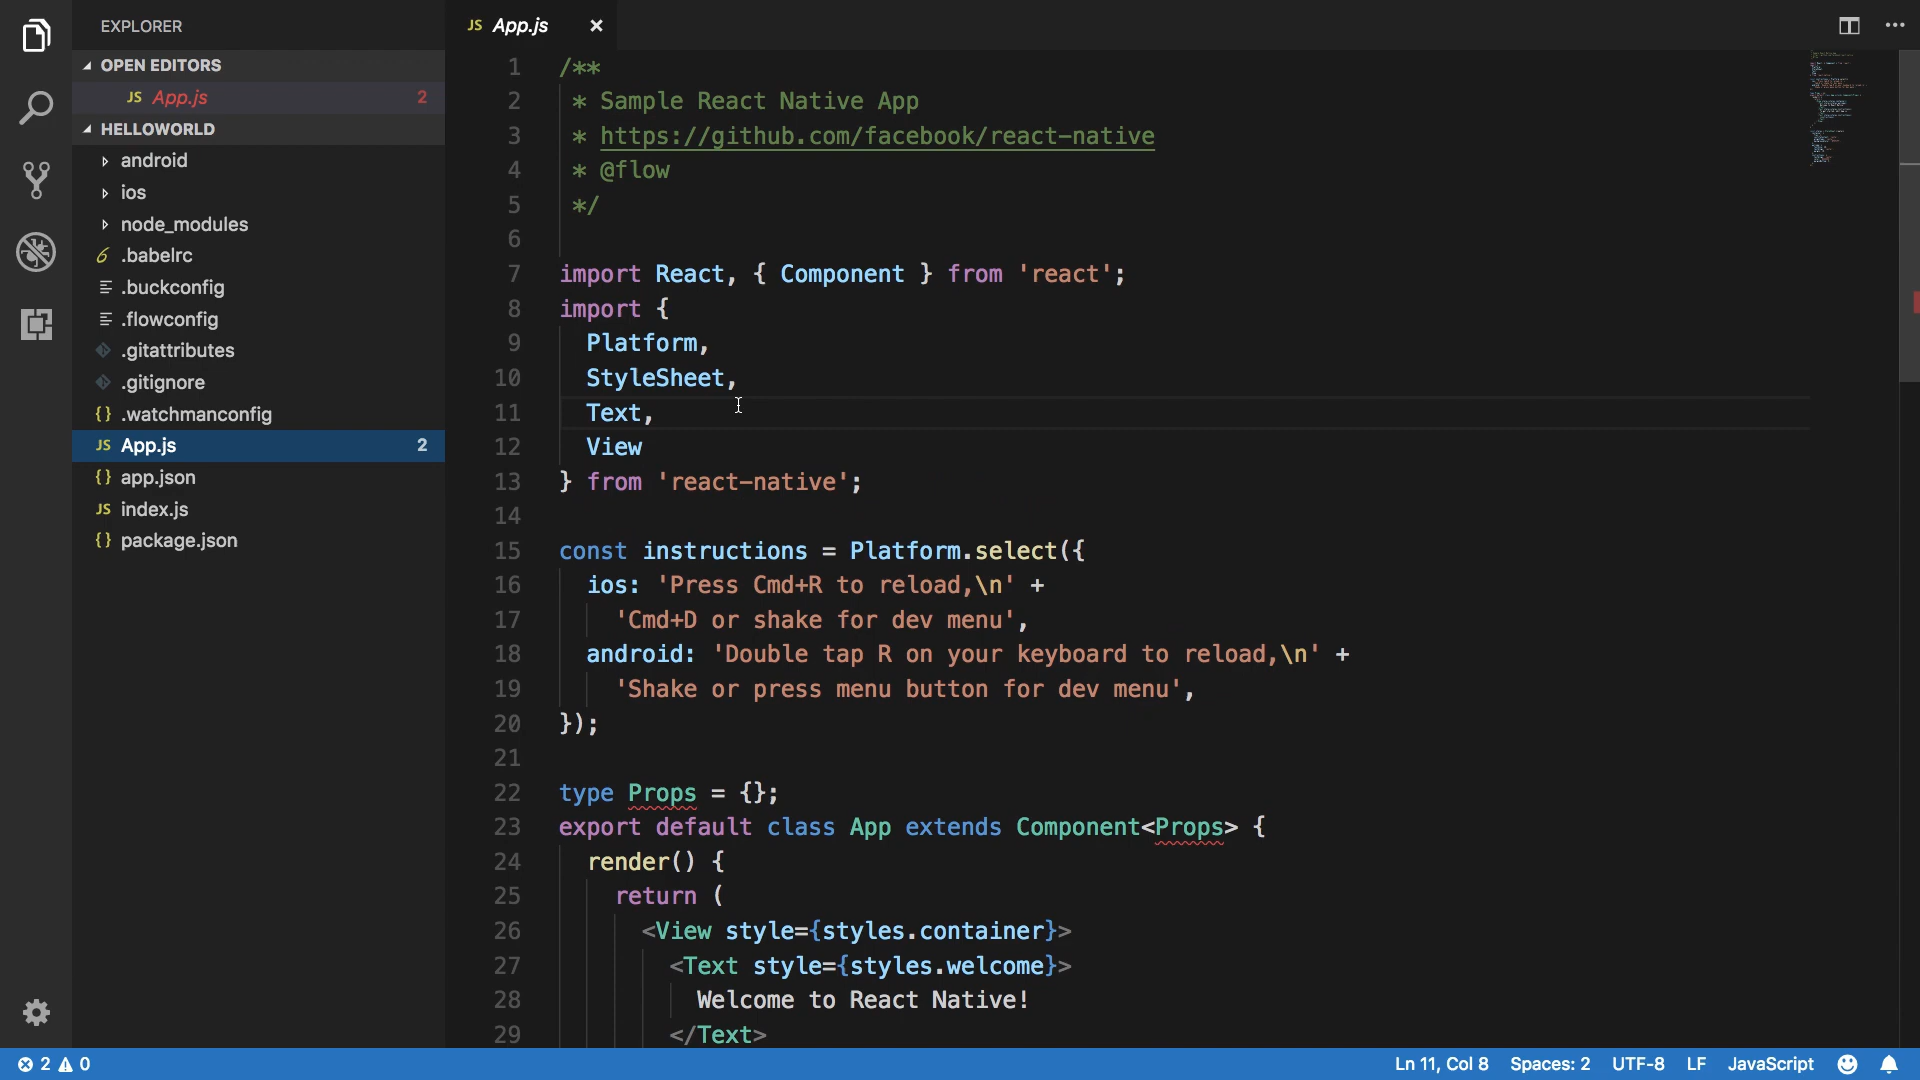 EXPLORER
OPEN EDITORS
JS App.js 2
HELLOWORLD
android
ios
node_modules
.babelrc
.buckconfig
.flowconfig
.gitattributes
.gitignore
{} .watchmanconfig
JS App.js 2
{} app.json
JS index.js
{} package.json
JS App.js ×
1 /**
2 * Sample React Native App
3 * https://github.com/facebook/react-native
4 * @flow
5 */
6
7 import React, { Component } from 'react';
8 import {
9 Platform,
10 StyleSheet,
11 Text,
12 View
13 } from 'react-native';
14
15 const instructions = Platform.select({
16 ios: 'Press Cmd+R to reload,\n' +
17 'Cmd+D or shake for dev menu',
18 android: 'Double tap R on your keyboard to reload,\n' +
19 'Shake or press menu button for dev menu',
20 });
21
22 type Props = {};
23 export default class App extends Component<Props> {
24 render() {
25 return (
26 <View style={styles.container}>
27 <Text style={styles.welcome}>
28 Welcome to React Native!
29 </Text>
2 0 Ln 11, Col 8 Spaces: 2 UTF-8 LF JavaScript